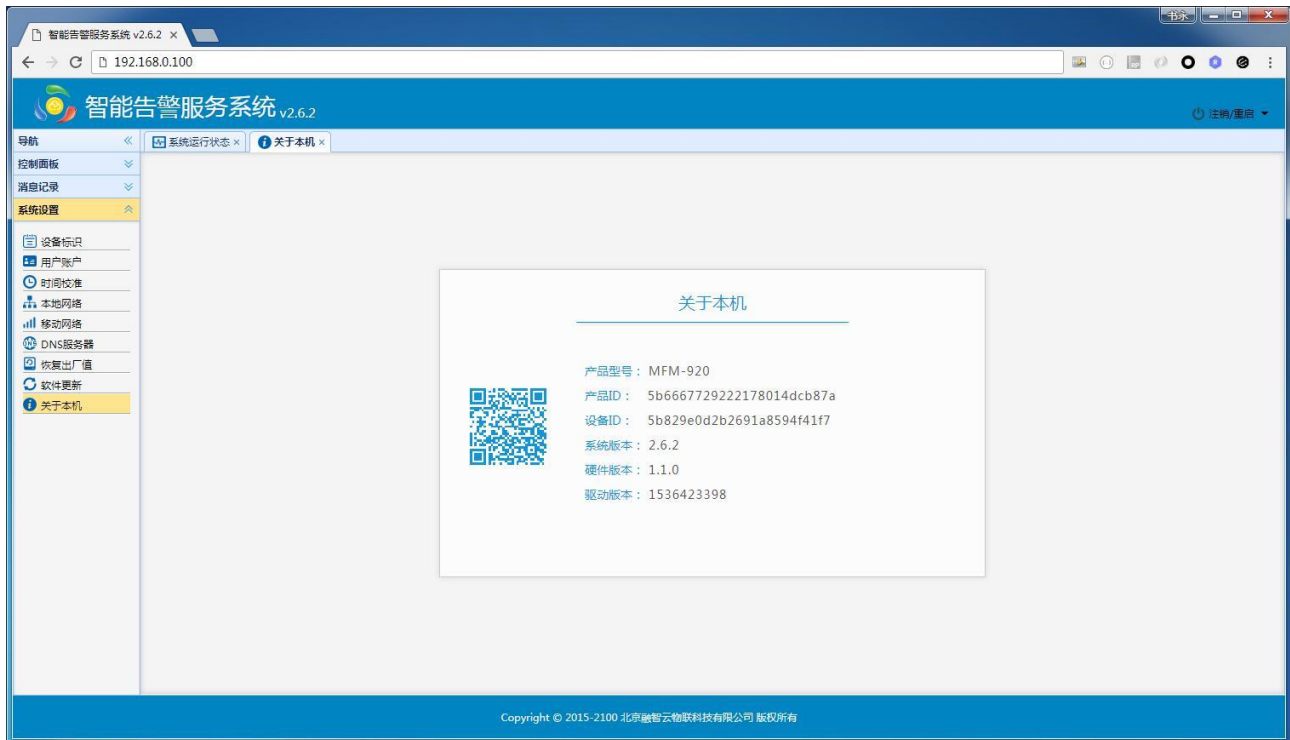 书永
智能告警服务系统 v2.6.2
192.168.0.100
智能告警服务系统 v2.6.2
注销/重启
导航
系统运行状态
关于本机
控制面板
消息记录
系统设置
设备标识
用户账户
时间校准
本地网络
移动网络
DNS服务器
恢复出厂值
软件更新
关于本机
关于本机
产品型号： MFM-920
产品ID： 5b6667729222178014dcb87a
设备ID： 5b829e0d2b2691a8594f41f7
系统版本： 2.6.2
硬件版本： 1.1.0
驱动版本： 1536423398
Copyright © 2015-2100 北京融智云物联科技有限公司 版权所有